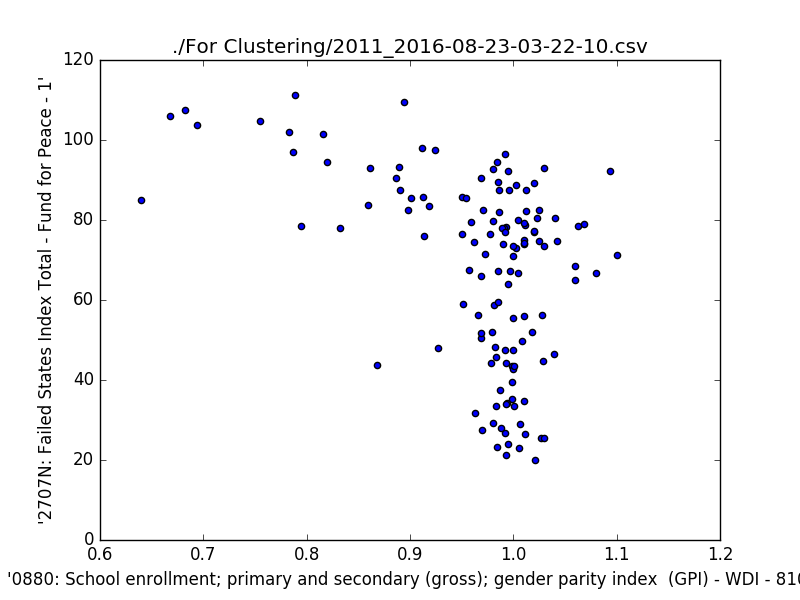 ./For Clustering/2011_2016-08-23-03-22-10.csv
120
100
80
60
40
20
0
'2707N: Failed States Index Total - Fund for Peace - 1'
0.6 0.7 0.8 0.9 1.0 1.1 1.2
'0880: School enrollment; primary and secondary (gross); gender parity index  (GPI) - WDI - 810